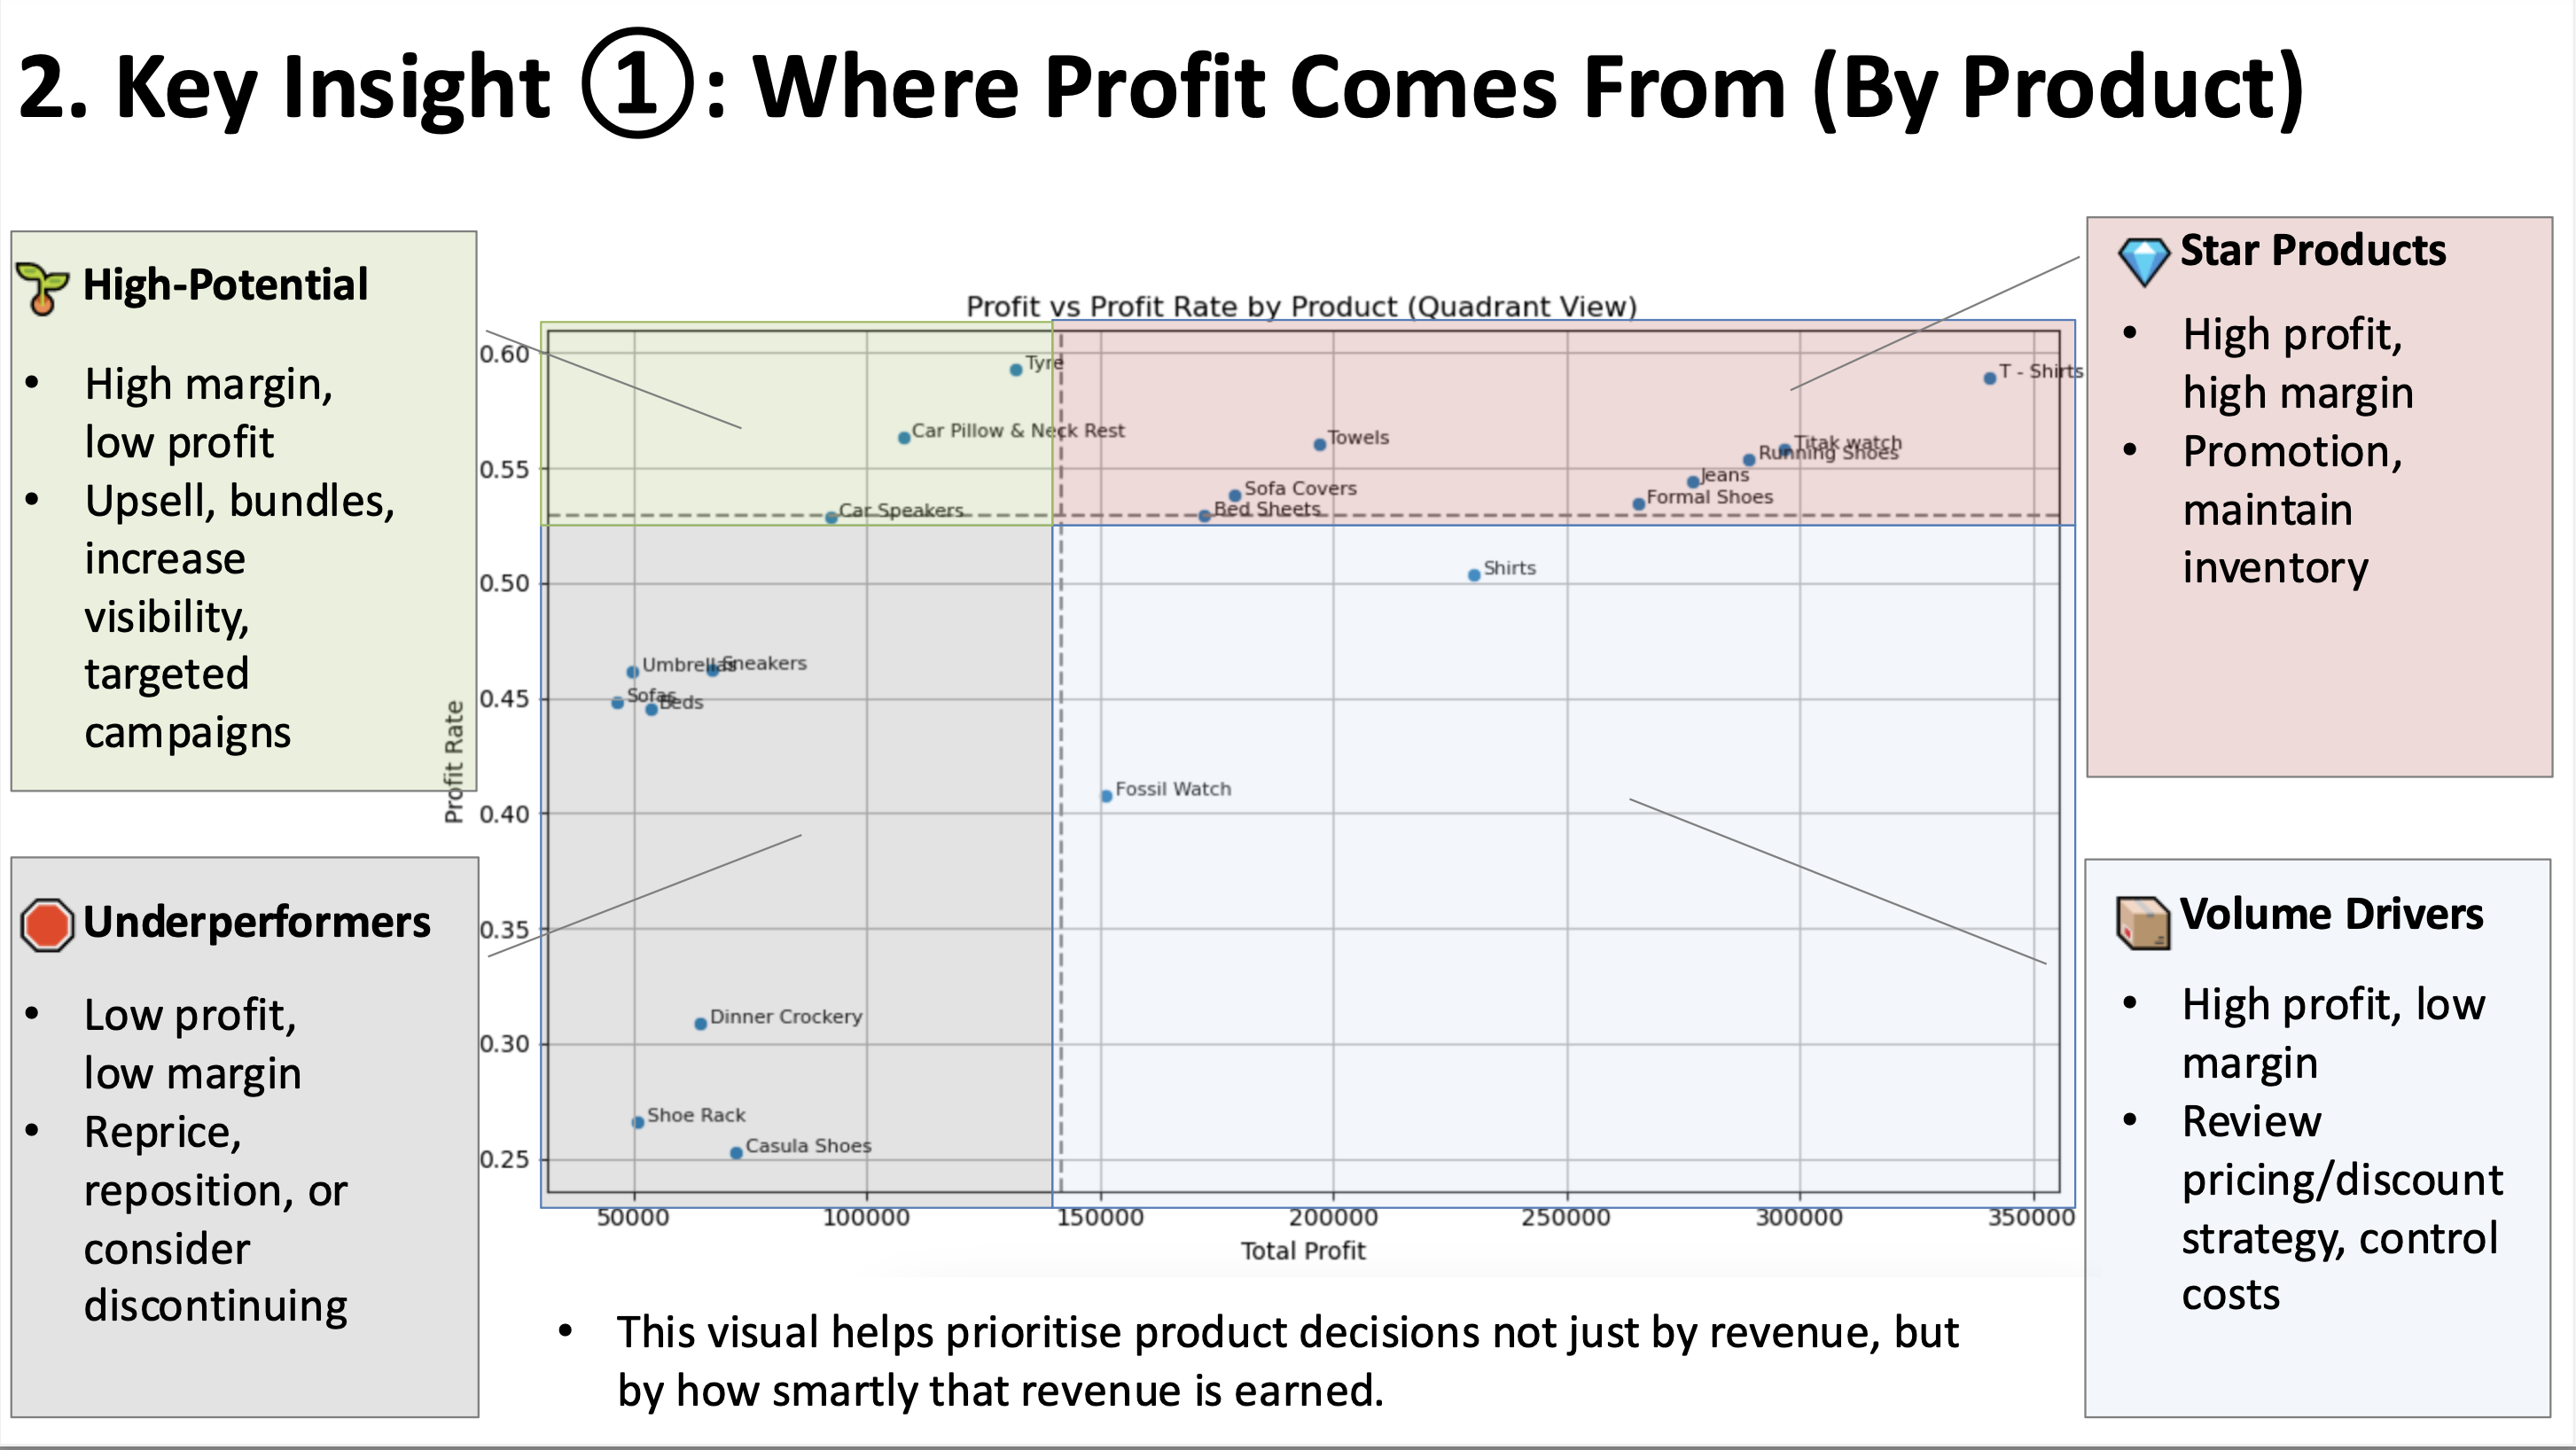 2. Key Insight ①: Where Profit Comes From (By Product)
High-Potential
• High margin,
low profit
• Upsell, bundles,
increase
visibility,
targeted
campaigns
Underperformers
• Low profit,
low margin
• Reprice,
reposition, or
consider
discontinuing
Profit vs Profit Rate by Product (Quadrant View)
Profit Rate
0.60
0.55
0.50
0.45
0.40
0.35
0.30
0.25
Tyre
T - Shirts
Car Pillow & Neck Rest
Towels
Titak watch
Running Shoes
Jeans
Sofa Covers
Formal Shoes
Car Speakers
Bed Sheets
Shirts
Umbrellas
Sneakers
Sofas
Beds
Fossil Watch
Dinner Crockery
Shoe Rack
Casula Shoes
50000
100000
150000
200000
250000
300000
350000
Total Profit
• This visual helps prioritise product decisions not just by revenue, but
by how smartly that revenue is earned.
Star Products
• High profit,
high margin
• Promotion,
maintain
inventory
Volume Drivers
• High profit, low
margin
• Review
pricing/discount
strategy, control
costs